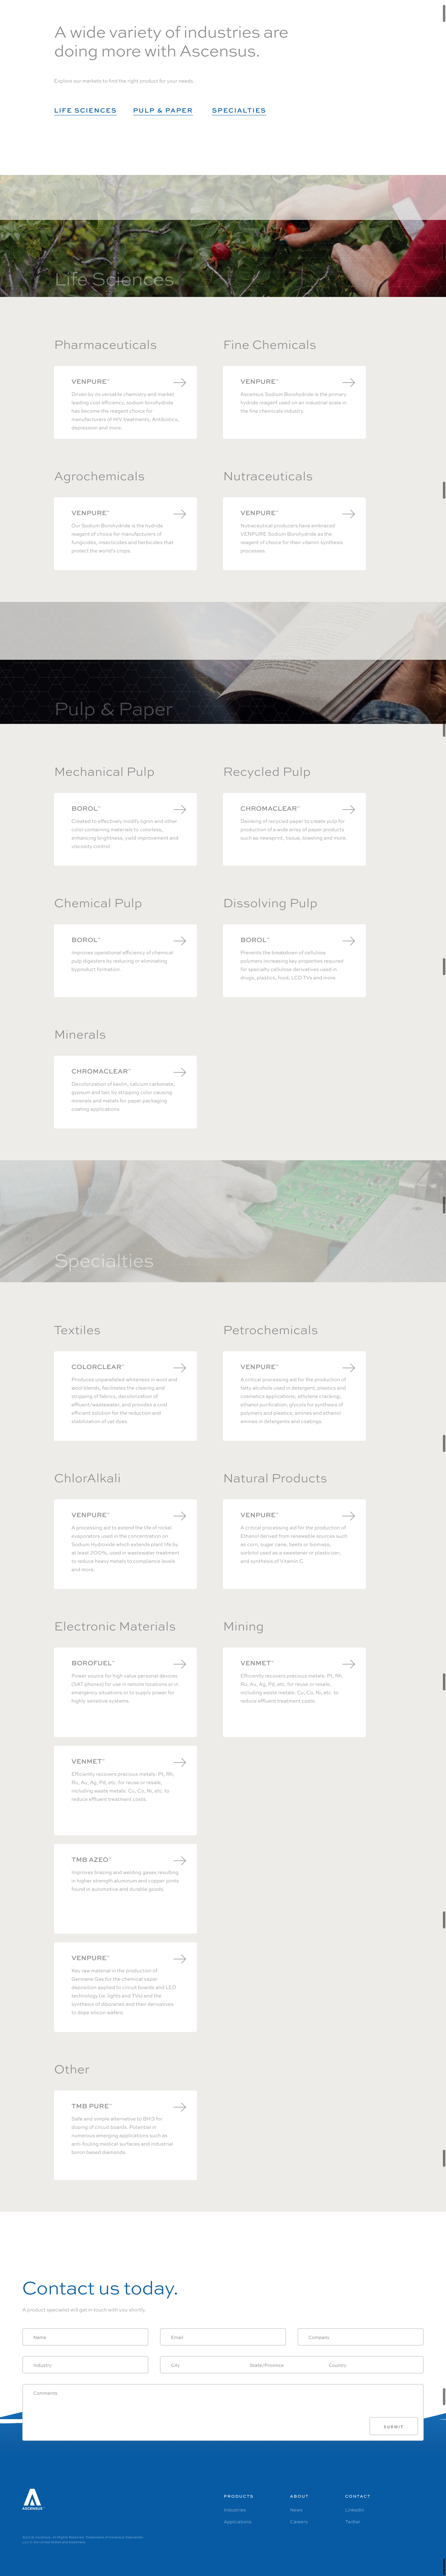 A wide variety of industries are
doing more with Ascensus.
Explore our markets to find the right product for your needs.
LIFE SCIENCES PULP & PAPER SPECIALTIES
Life Sciences
Pharmaceuticals
VENPURE™
Driven by its versatile chemistry and market
leading cost efficiency, sodium borohydride
has become the reagent choice for
manufacturers of HIV treatments, Antibiotics,
depression and more.
Fine Chemicals
VENPURE™
Ascensus Sodium Borohydride is the primary
hydride reagent used on an industrial scale in
the fine chemicals industry.
Agrochemicals
VENPURE™
Our Sodium Borohydride is the hydride
reagent of choice for manufacturers of
fungicides, insecticides and herbicides that
protect the world's crops.
Nutraceuticals
VENPURE™
Nutraceutical producers have embraced
VENPURE Sodium Borohydride as the
reagent of choice for their vitamin synthesis
processes.
Pulp & Paper
Mechanical Pulp
BOROL™
Created to effectively modify lignin and other
color-containing materials to colorless,
enhancing brightness, yield improvement and
viscosity control.
Recycled Pulp
CHROMACLEAR™
Deinking of recycled paper to create pulp for
production of a wide array of paper products
such as newsprint, tissue, toweling and more.
Chemical Pulp
BOROL™
Improves operational efficiency of chemical
pulp digesters by reducing or eliminating
byproduct formation.
Dissolving Pulp
BOROL™
Prevents the breakdown of cellulose
polymers increasing key properties required
for specialty cellulose derivatives used in
drugs, plastics, food, LCD TVs and more.
Minerals
CHROMACLEAR™
Decolorization of kaolin, calcium carbonate,
gypsum and talc by stripping color causing
minerals and metals for paper packaging
coating applications.
Specialties
Textiles
COLORCLEAR™
Produces unparalleled whiteness in wool and
wool blends; facilitates the clearing and
stripping of fabrics, decolorization of
effluent/wastewater, and provides a cost
efficient solution for the reduction and
stabilization of vat dyes.
Petrochemicals
VENPURE™
A critical processing aid for the production of
fatty alcohols used in detergent, plastics and
cosmetics applications; ethylene cracking,
ethanol purification, glycols for synthesis of
polymers and plastics; amines and ethanol
amines in detergents and coatings.
ChlorAlkali
VENPURE™
A processing aid to extend the life of nickel
evaporators used in the concentration on
Sodium Hydroxide which extends plant life by
at least 200%; used in wastewater treatment
to reduce heavy metals to compliance levels
and more.
Natural Products
VENPURE™
A critical processing aid for the production of
Ethanol derived from renewable sources such
as corn, sugar cane, beets or biomass;
sorbitol used as a sweetener or plasticizer;
and synthesis of Vitamin C.
Electronic Materials
BOROFUEL™
Power source for high value personal devices
(SAT phones) for use in remote locations or in
emergency situations or to supply power for
highly sensitive systems.
Mining
VENMET™
Efficiently recovers precious metals: Pt, Rh,
Ru, Au, Ag, Pd, etc. for reuse or resale,
including waste metals: Cu, Co, Ni, etc. to
reduce effluent treatment costs.
VENMET™
Efficiently recovers precious metals: Pt, Rh,
Ru, Au, Ag, Pd, etc. for reuse or resale,
including waste metals: Cu, Co, Ni, etc. to
reduce effluent treatment costs.
TMB AZEO™
Improves brazing and welding gases resulting
in higher strength aluminum and copper joints
found in automotive and durable goods.
VENPURE™
Key raw material in the production of
Germane Gas for the chemical vapor
deposition applied to circuit boards and LED
technology (ie. lights and TVs) and the
synthesis of diboranes and their derivatives
to dope silicon wafers.
Other
TMB PURE™
Safe and simple alternative to BH3 for
doping of circuit boards. Potential in
numerous emerging applications such as
anti-fouling medical surfaces and industrial
boron based diamonds.
Contact us today.
A product specialist will get in touch with you shortly.
Name Email Company
Industry City State/Province Country
Comments
SUBMIT
ASCENSUS
PRODUCTS ABOUT CONTACT
Industries News LinkedIn
Applications Careers Twitter